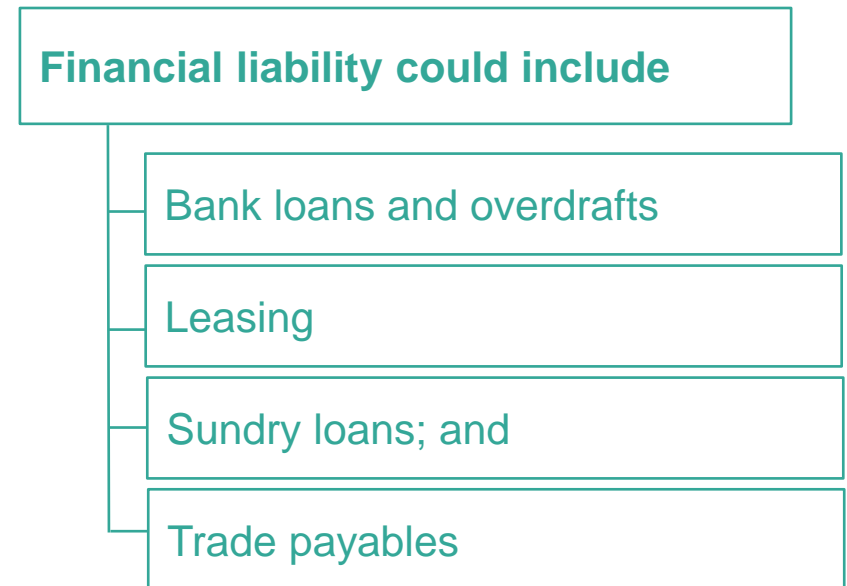 Financial liability could include
Bank loans and overdrafts
Leasing
Sundry loans; and
Trade payables